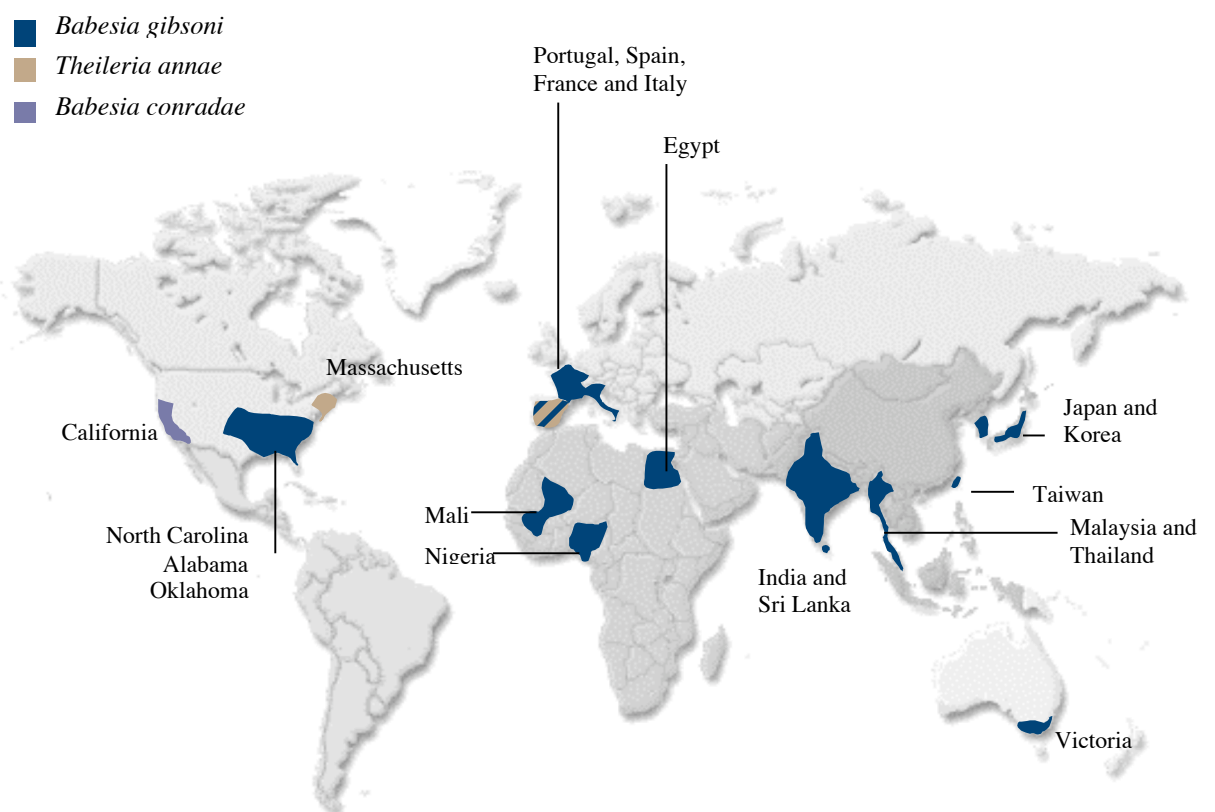 Babesia gibsoni
Theileria annae
Babesia conradae
Portugal, Spain,
France and Italy
Egypt
Massachusetts
California
North Carolina
Alabama
Oklahoma
Mali
Nigeria
India and
Sri Lanka
Japan and
Korea
Taiwan
Malaysia and
Thailand
Victoria